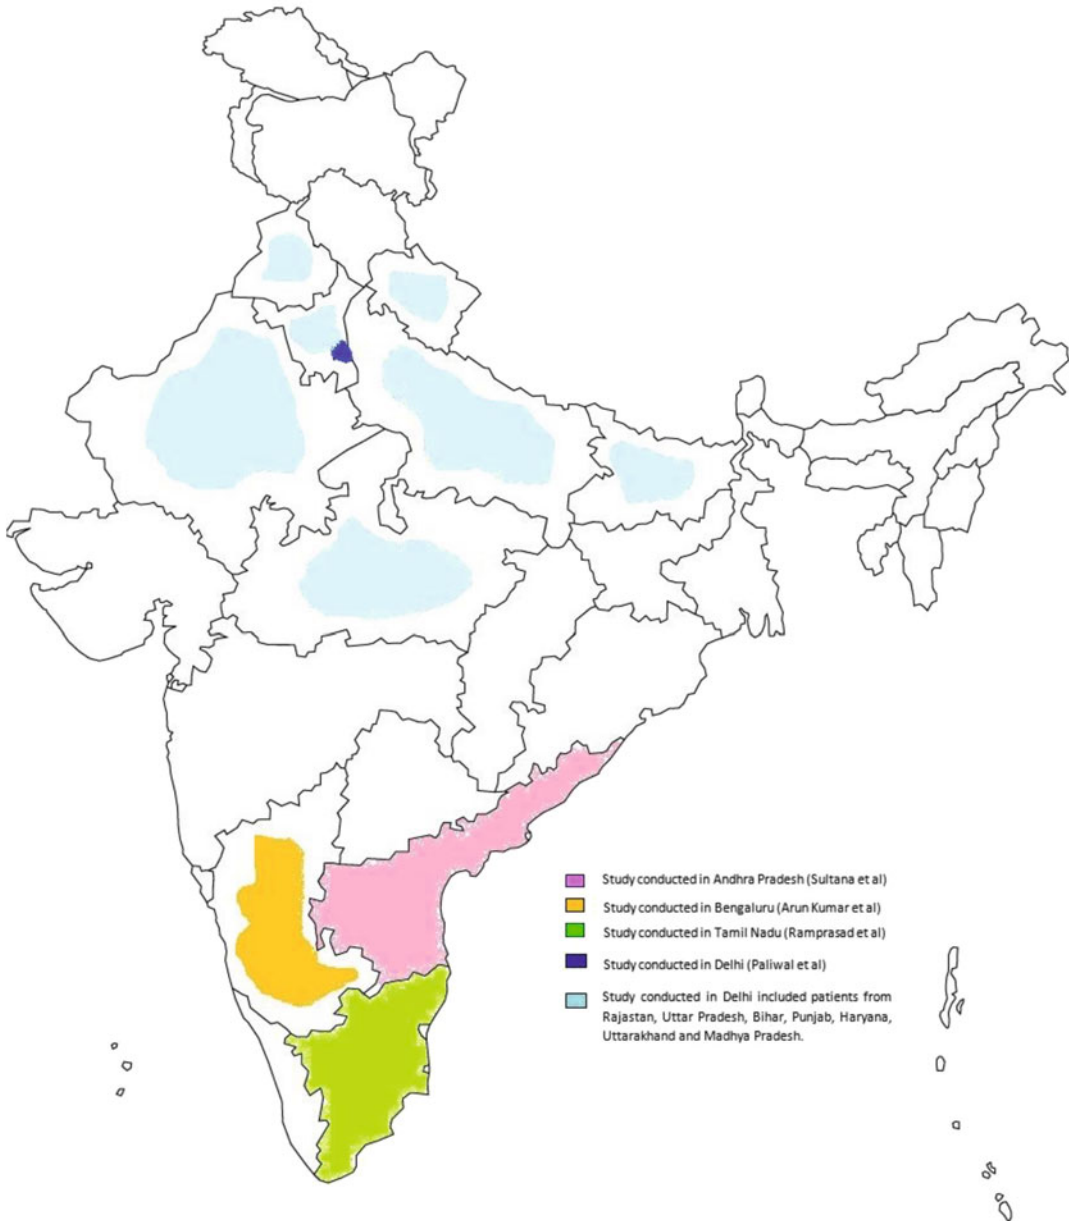 Study conducted in Andhra Pradesh (Sultana et al)
Study conducted in Bengaluru (Arun Kumar et al)
Study conducted in Tamil Nadu (Ramprasad et al)
Study conducted in Delhi (Paliwal et al)
Study conducted in Delhi included patients from
Rajastan, Uttar Pradesh, Bihar, Punjab, Haryana,
Uttarakhand and Madhya Pradesh.